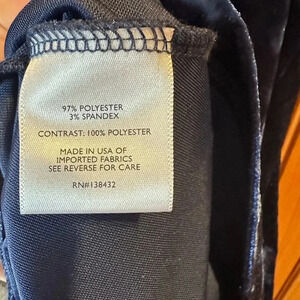 97% POLYESTER
3% SPANDEX
CONTRAST: 100% POLYESTER
MADE IN USA OF
IMPORTED FABRICS
SEE REVERSE FOR CARE
RN#138432